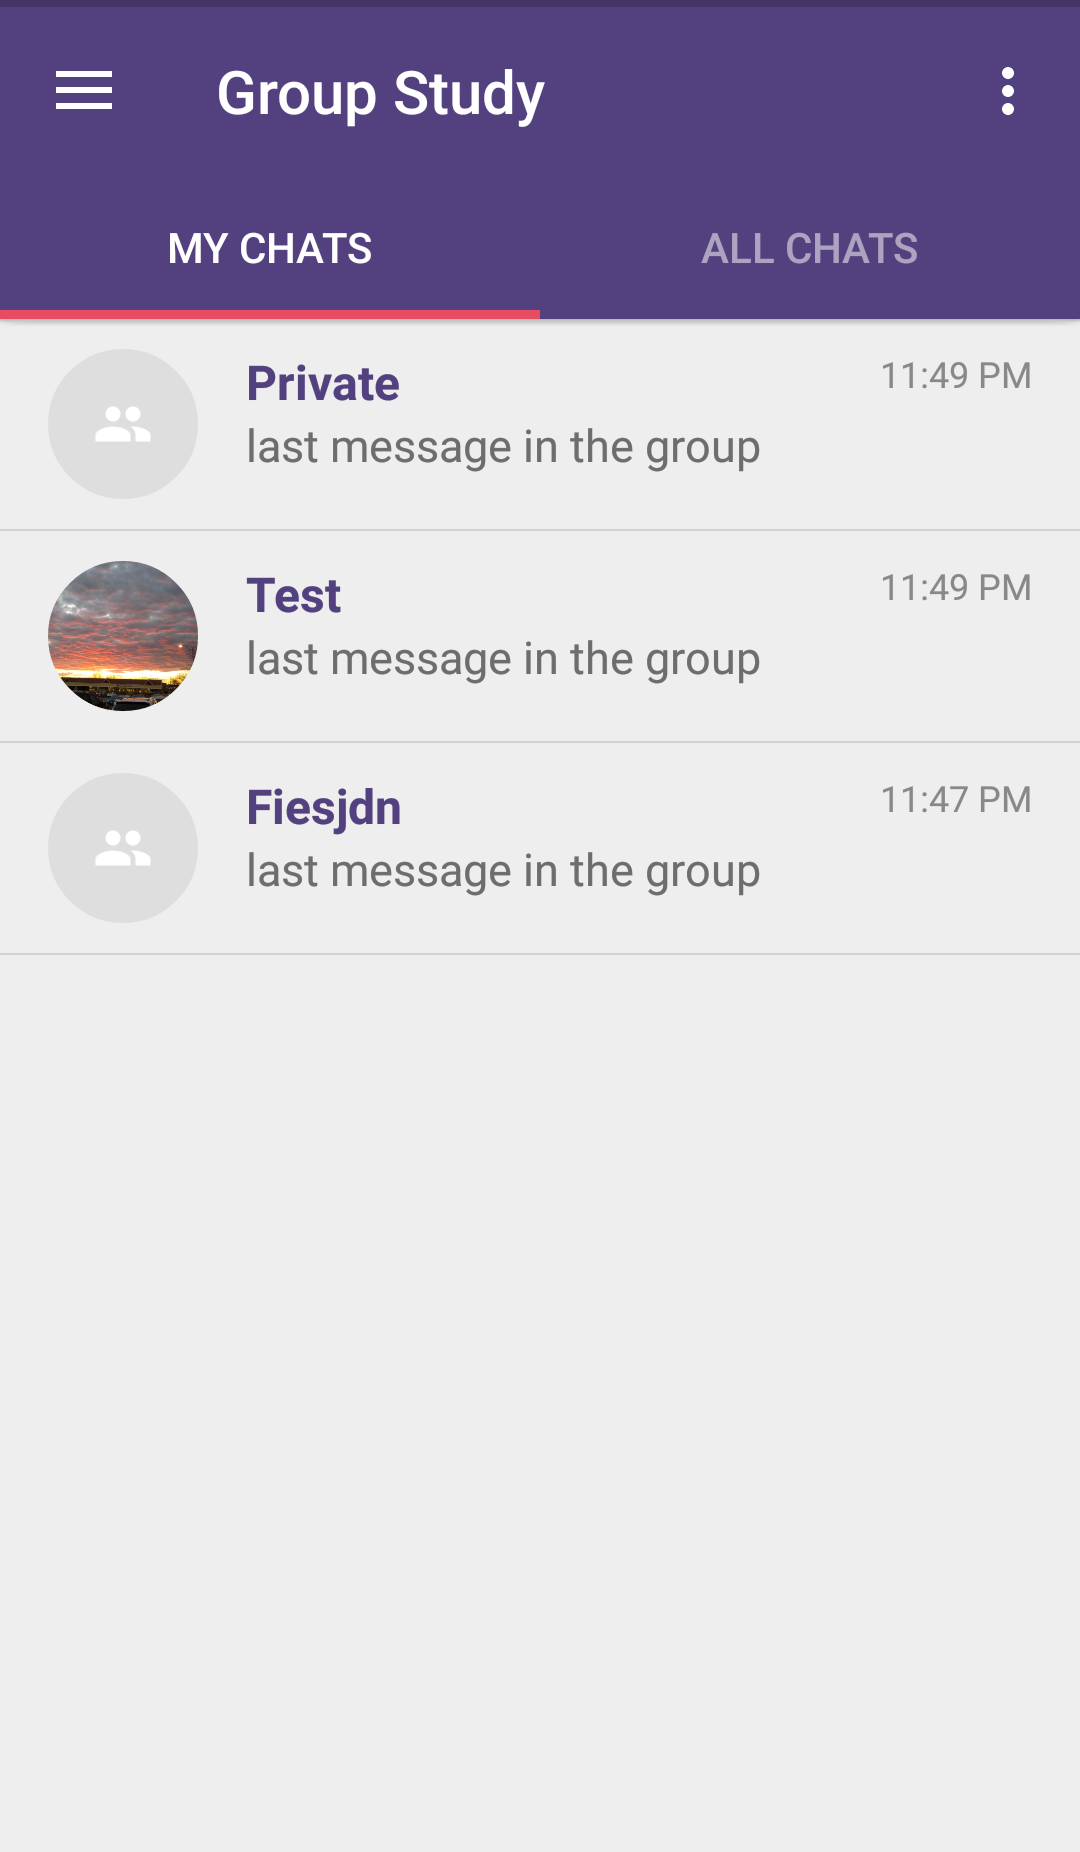 Group Study
MY CHATS
ALL CHATS
Private
11:49 PM
last message in the group
Test
11:49 PM
last message in the group
Fiesjdn
11:47 PM
last message in the group